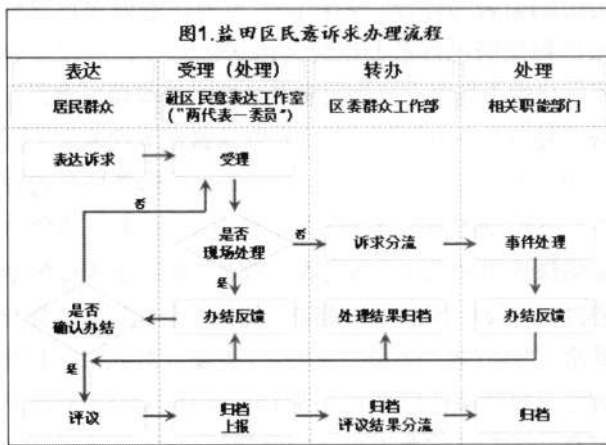 图1.盐田区民意诉求办理流程
表达 受理（处理） 转办 处理
居民群众 社区民意表达工作室 区委群众工作部 相关职能部门
（"两代表一委员"）
表达诉求 受理
否
是否
现场处理 否 诉求分流 事件处理
是
是否
确认办结 办结反馈 处理结果归档 办结反馈
是
评议 归档 归档 归档
上报 评议结果分流